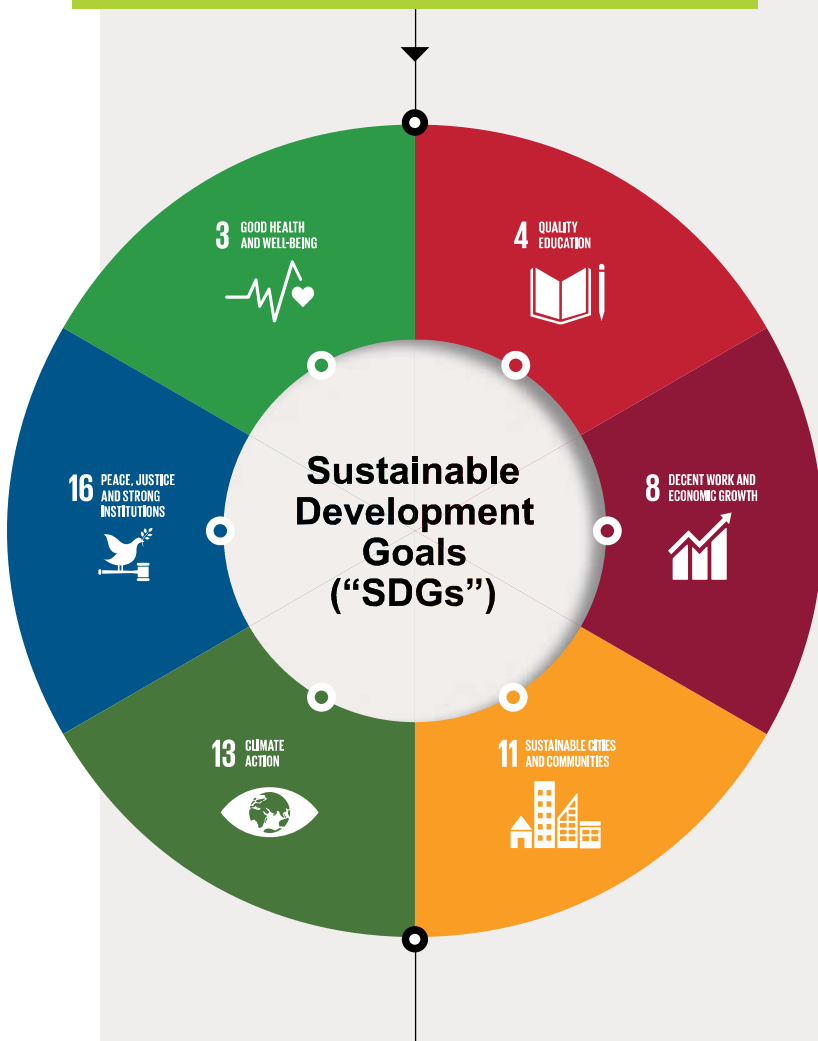 3 GOOD HEALTH
AND WELL-BEING
4 QUALITY
EDUCATION
16 PEACE, JUSTICE
AND STRONG
INSTITUTIONS
Sustainable
Development
Goals
(“SDGs”)
8 DECENT WORK AND
ECONOMIC GROWTH
13 CLIMATE
ACTION
11 SUSTAINABLE CITIES
AND COMMUNITIES